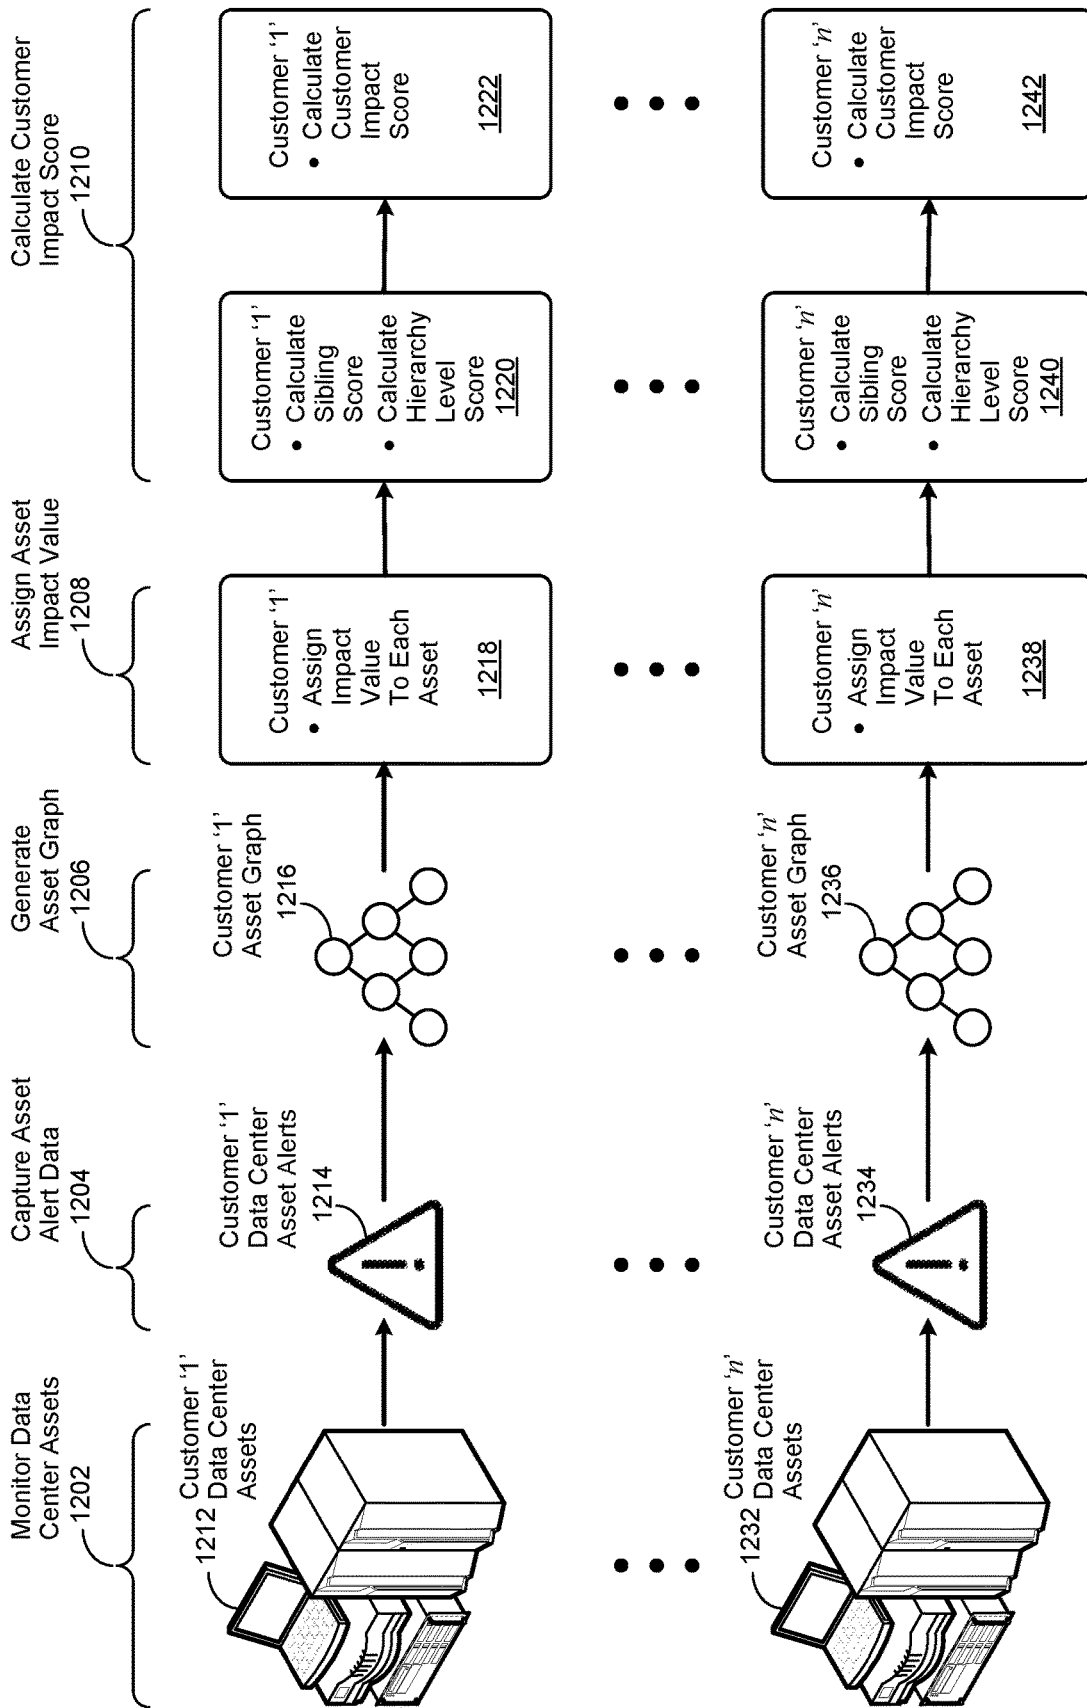 Monitor Data
Center Assets
1202
Capture Asset
Alert Data
1204
Generate
Asset Graph
1206
Assign Asset
Impact Value
1208
Calculate Customer
Impact Score
1210
1212
Customer ‘1’
Data Center
Assets
Customer ‘1’
Data Center
Asset Alerts
1214
Customer ‘1’
Asset Graph
1216
Customer ‘1’
• Assign
Impact
Value
To Each
Asset
1218
Customer ‘1’
• Calculate
Sibling
Score
• Calculate
Hierarchy
Level
Score
1220
Customer ‘1’
• Calculate
Customer
Impact
Score
1222
1232
Customer ‘n’
Data Center
Assets
Customer ‘n’
Data Center
Asset Alerts
1234
Customer ‘n’
Asset Graph
1236
Customer ‘n’
• Assign
Impact
Value
To Each
Asset
1238
Customer ‘n’
• Calculate
Sibling
Score
• Calculate
Hierarchy
Level
Score
1240
Customer ‘n’
• Calculate
Customer
Impact
Score
1242